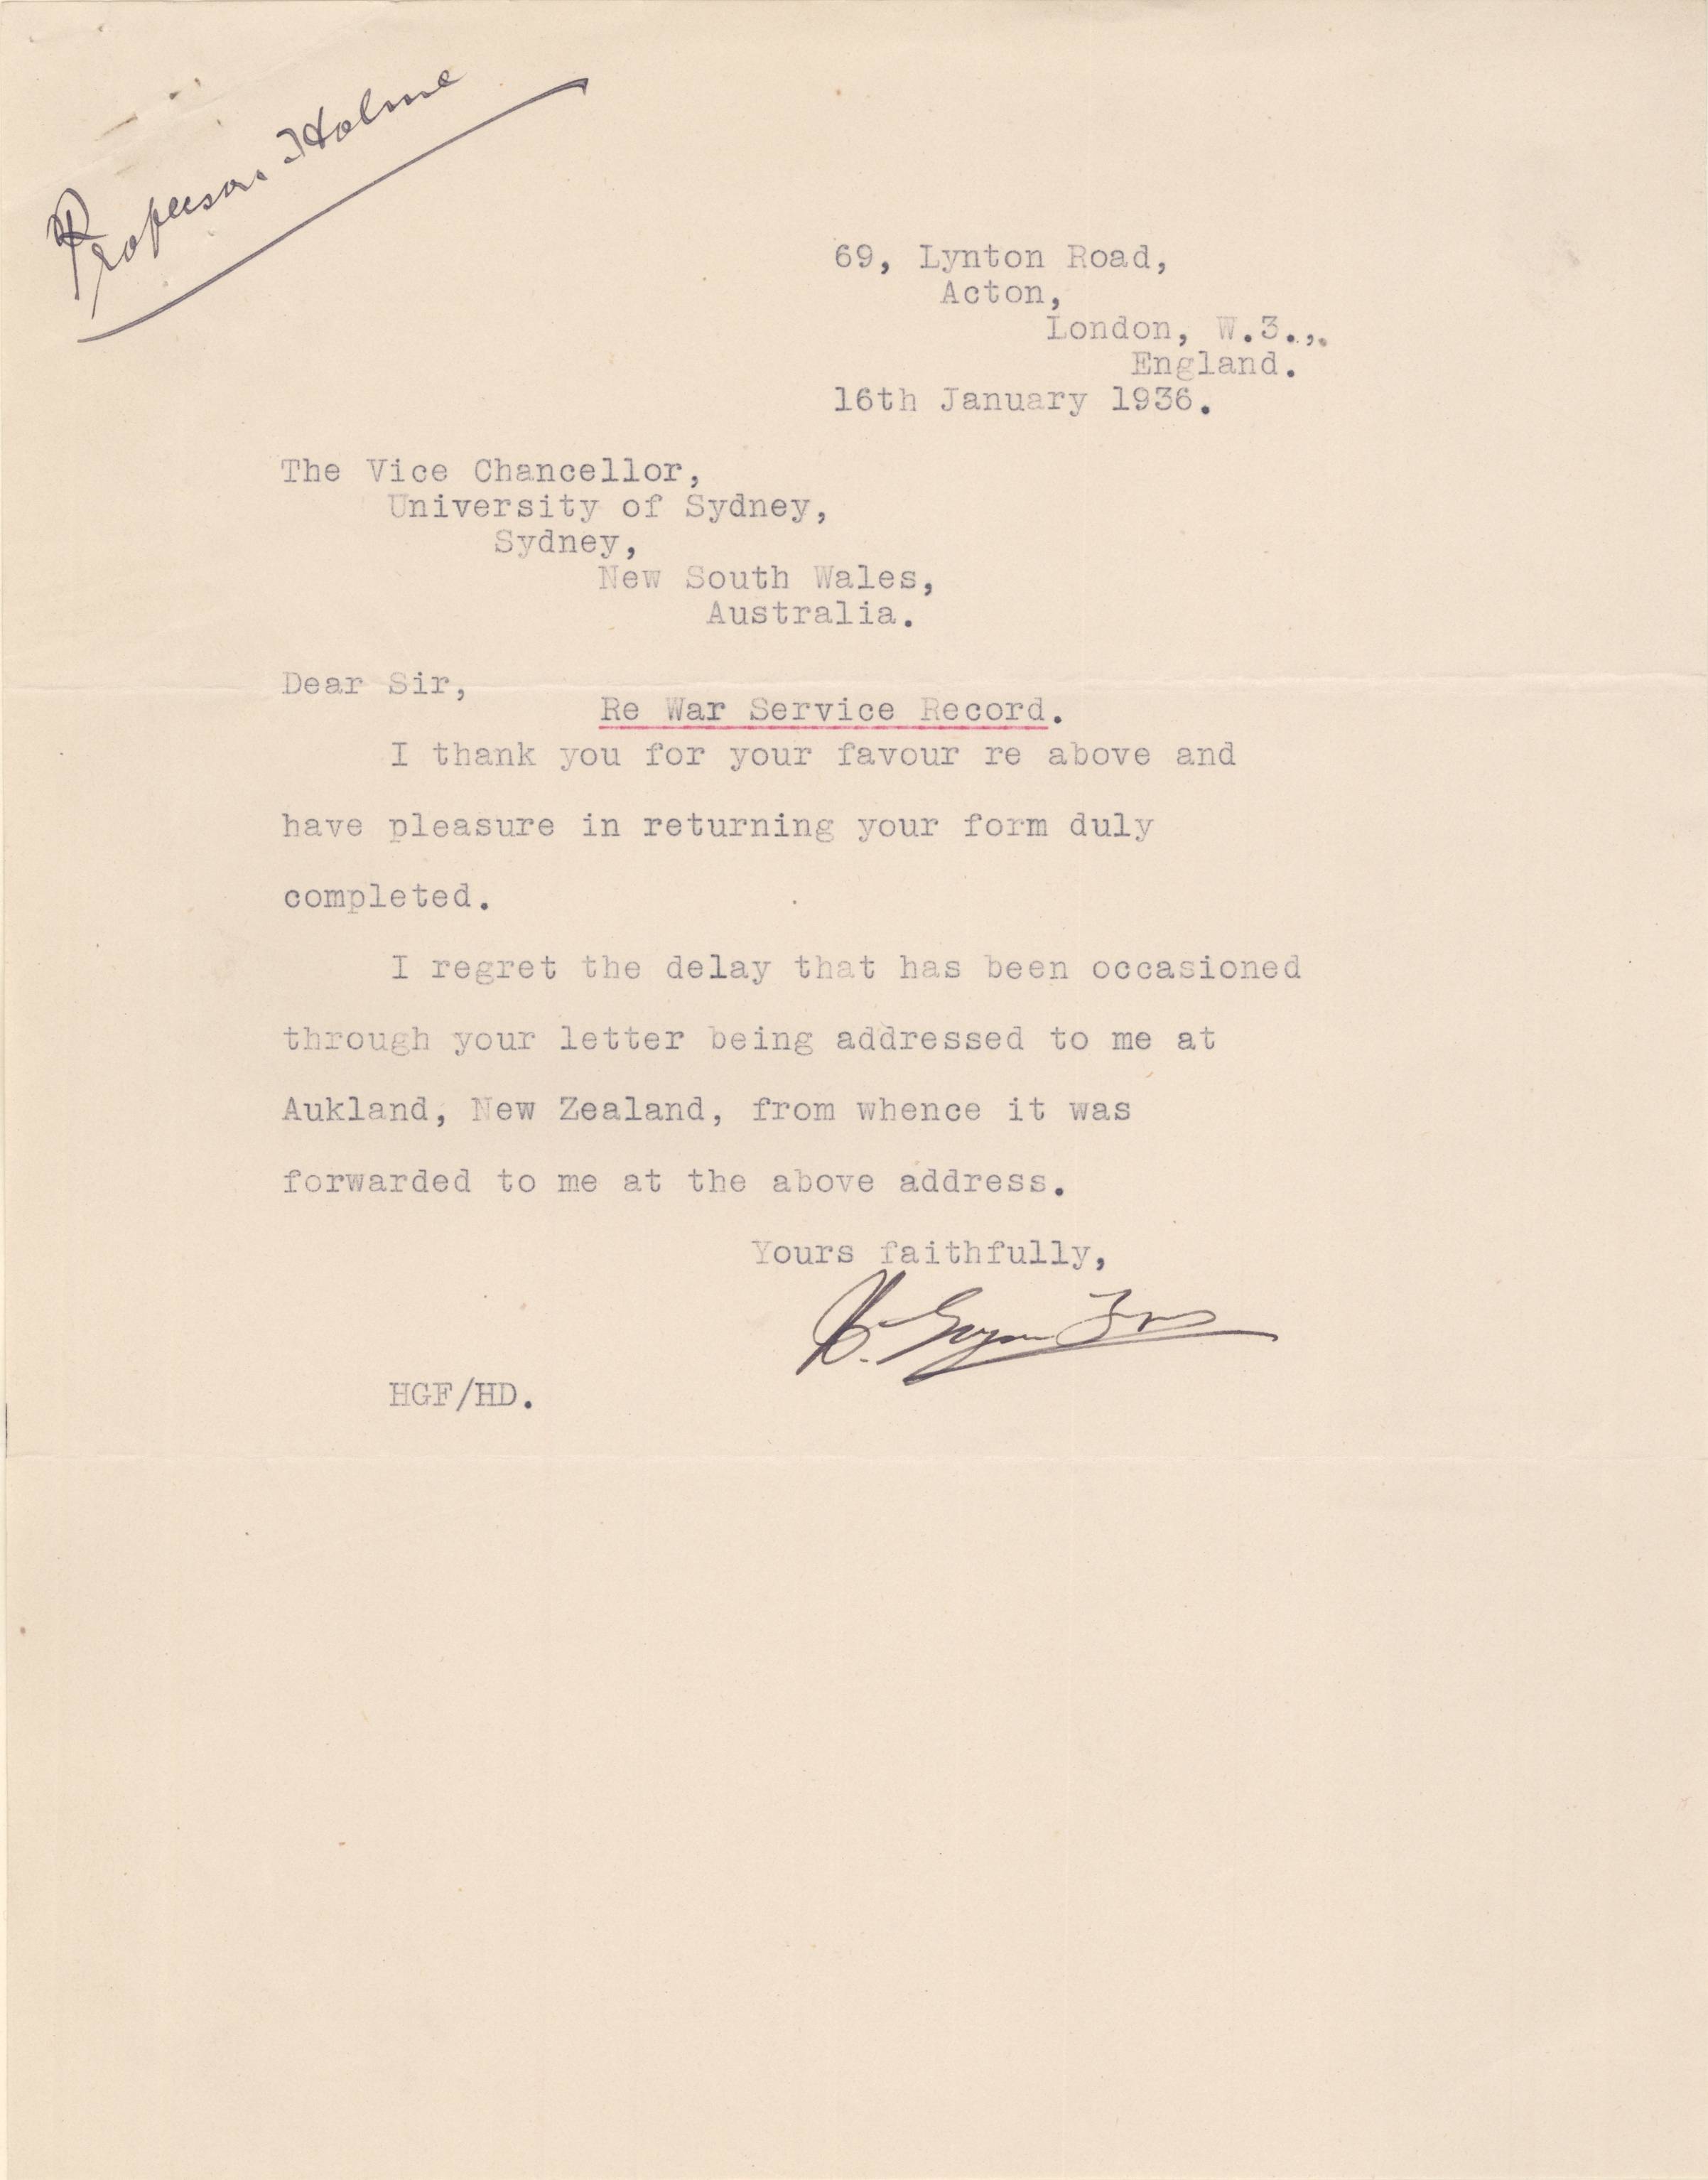 Professor Holme
69, Lynton Road,
Acton,
London, W.3.,.
England.
16th January 1936.
The Vice Chancellor,
University of Sydney,
Sydney,
New South Wales,
Australia.
Dear Sir,
Re War Service Record.
I thank you for your favour re above and
have pleasure in returning your form duly
completed.
I regret the delay that has been occasioned
through your letter being addressed to me at
Aukland, New Zealand, from whence it was
forwarded to me at the above address.
Yours faithfully,
H.
HGF/HD.